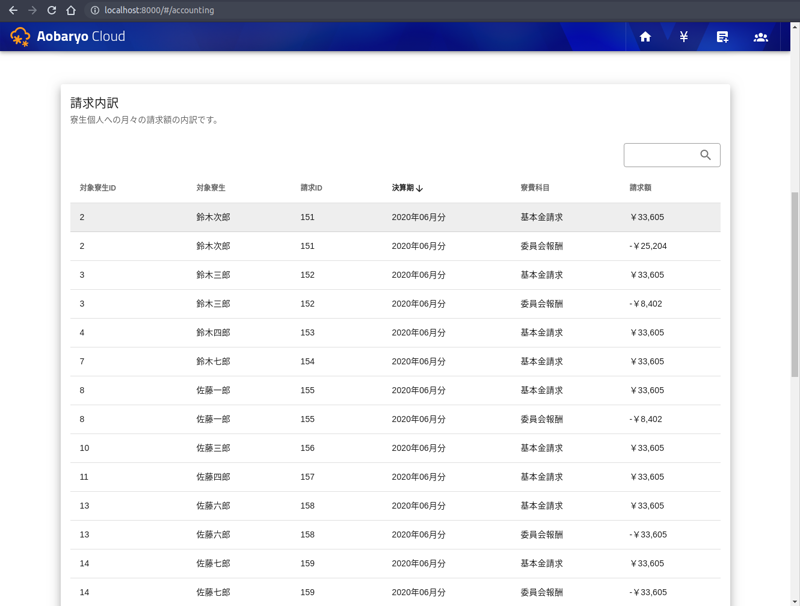 localhost:8000/#/accounting
Aobaryo Cloud
請求内訳
寮生個人への月々の請求額の内訳です。
対象寮生ID 対象寮生 請求ID 決算期 寮費科目 請求額
2 鈴木次郎 151 2020年06月分 基本金請求 ￥33,605
2 鈴木次郎 151 2020年06月分 委員会報酬 -￥25,204
3 鈴木三郎 152 2020年06月分 基本金請求 ￥33,605
3 鈴木三郎 152 2020年06月分 委員会報酬 -￥8,402
4 鈴木四郎 153 2020年06月分 基本金請求 ￥33,605
7 鈴木七郎 154 2020年06月分 基本金請求 ￥33,605
8 佐藤一郎 155 2020年06月分 基本金請求 ￥33,605
8 佐藤一郎 155 2020年06月分 委員会報酬 -￥8,402
10 佐藤三郎 156 2020年06月分 基本金請求 ￥33,605
11 佐藤四郎 157 2020年06月分 基本金請求 ￥33,605
13 佐藤六郎 158 2020年06月分 基本金請求 ￥33,605
13 佐藤六郎 158 2020年06月分 委員会報酬 -￥33,605
14 佐藤七郎 159 2020年06月分 基本金請求 ￥33,605
14 佐藤七郎 159 2020年06月分 委員会報酬 -￥33,605